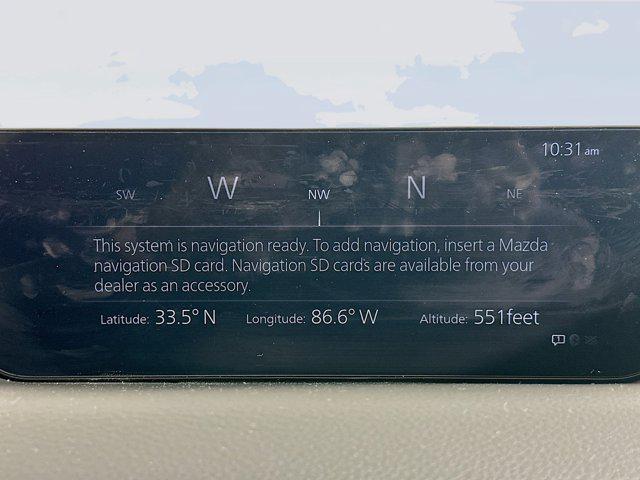 10:31 am
SW W NW N NE
This system is navigation ready. To add navigation, insert a Mazda
navigation SD card. Navigation SD cards are available from your
dealer as an accessory.
Latitude: 33.5° N Longitude: 86.6° W Altitude: 551feet
1